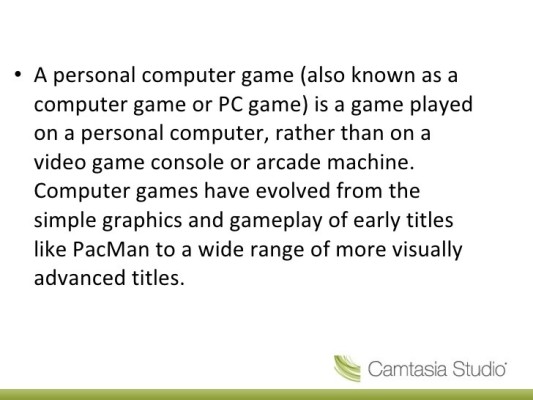 • A personal computer game (also known as a
computer game or PC game) is a game played
on a personal computer, rather than on a
video game console or arcade machine.
Computer games have evolved from the
simple graphics and gameplay of early titles
like PacMan to a wide range of more visually
advanced titles.
Camtasia Studio